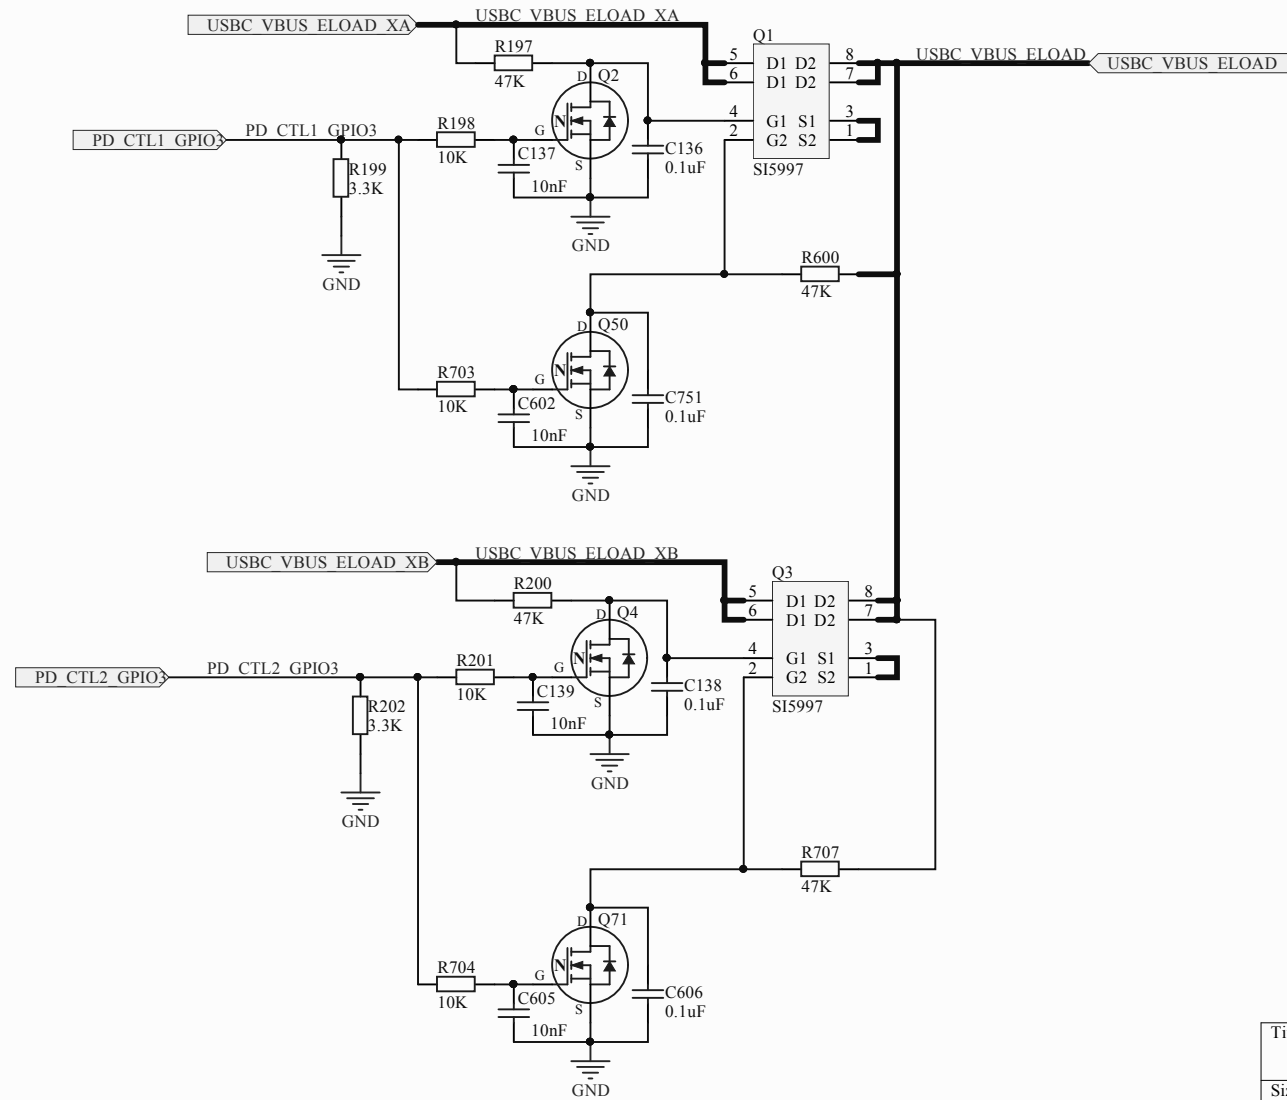 USBC_VBUS_ELOAD_XA
USBC_VBUS_ELOAD_XA
Q1
R197
47K
D
Q2
N
G
S
5 D1 D2 8
6 D1 D2 7
4 G1 S1 3
2 G2 S2 1
SI5997
USBC_VBUS_ELOAD
USBC_VBUS_ELOAD
PD_CTL1_GPIO3
PD_CTL1_GPIO3
R198
10K
C137
10nF
C136
0.1uF
R199
3.3K
GND
GND
R600
47K
D
Q50
N
G
S
R703
10K
C602
10nF
C751
0.1uF
GND
USBC_VBUS_ELOAD_XB
USBC_VBUS_ELOAD_XB
Q3
R200
47K
D
Q4
N
G
S
5 D1 D2 8
6 D1 D2 7
4 G1 S1 3
2 G2 S2 1
SI5997
PD_CTL2_GPIO3
PD_CTL2_GPIO3
R201
10K
C139
10nF
C138
0.1uF
R202
3.3K
GND
GND
R707
47K
D
Q71
N
G
S
R704
10K
C605
10nF
C606
0.1uF
GND